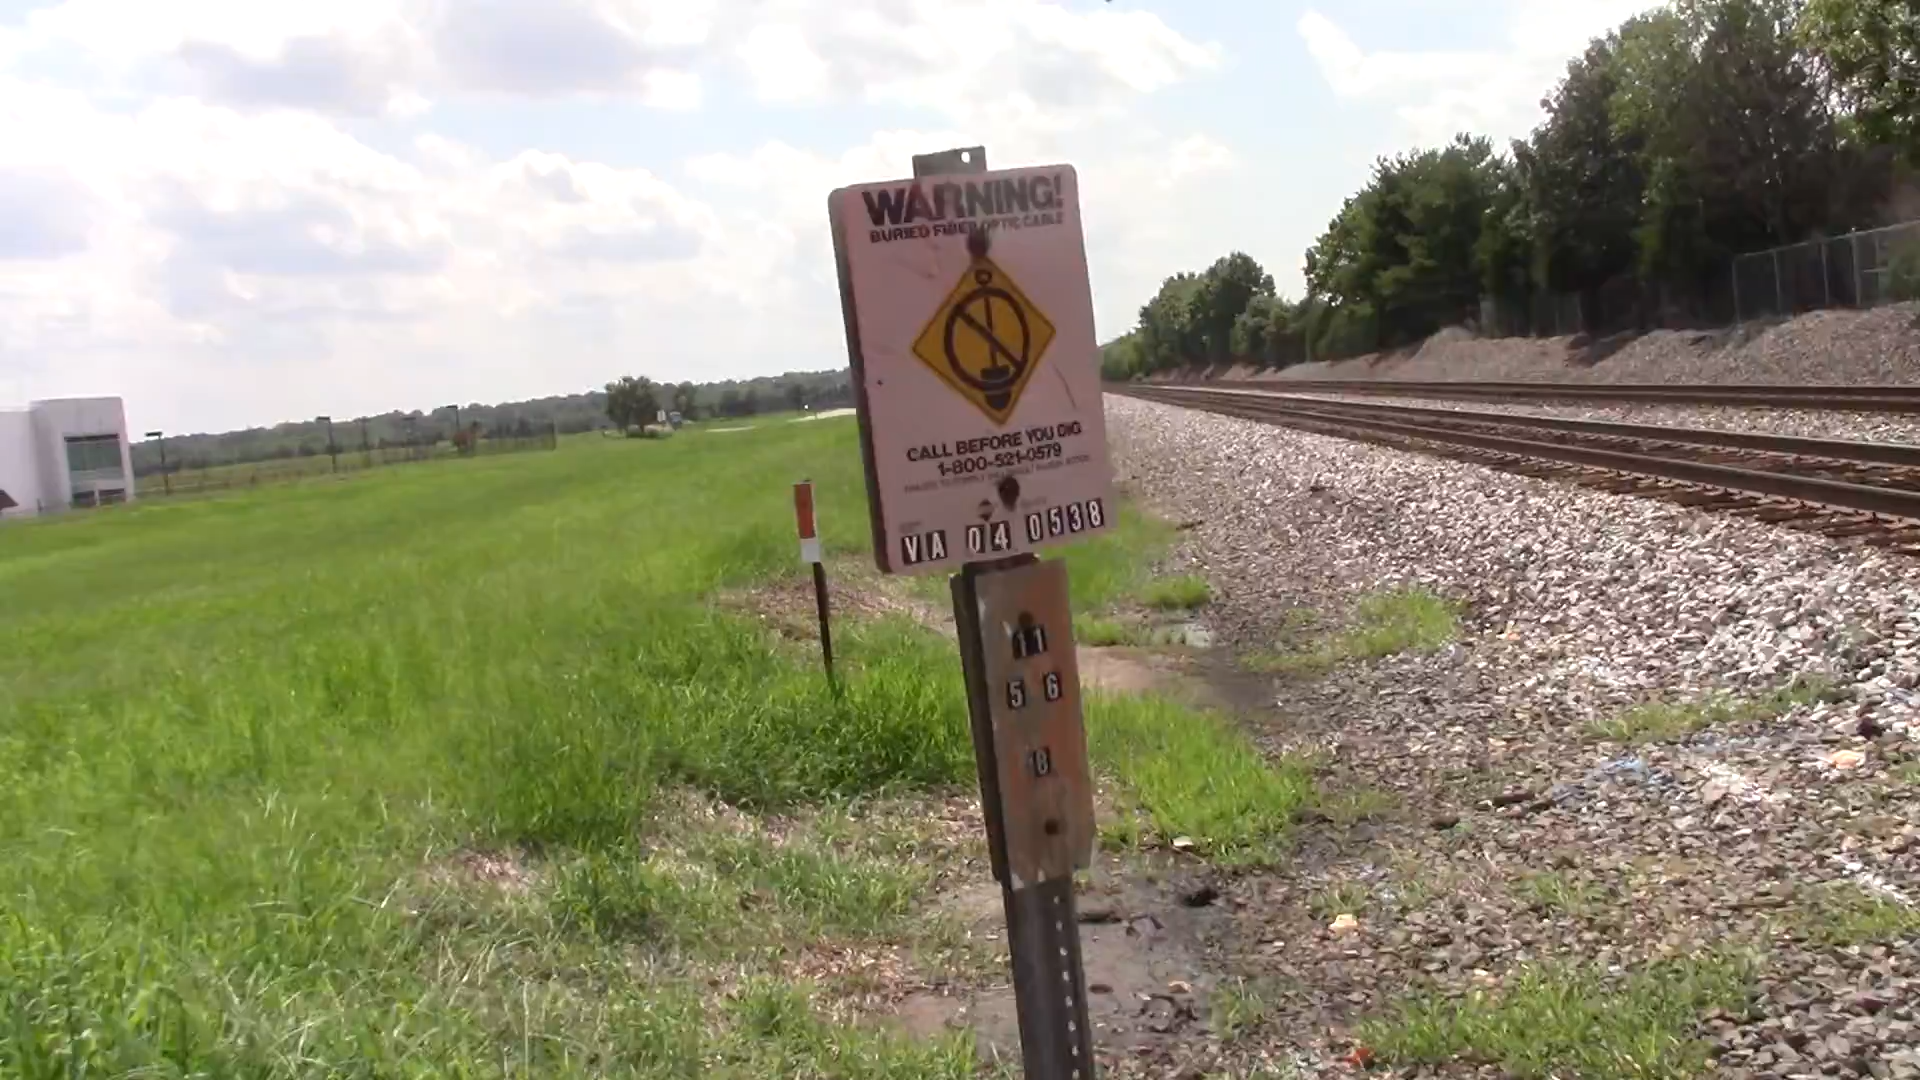 WARNING!
BURIED FIBER OPTIC CABLE
CALL BEFORE YOU DIG
1-800-521-0579
VA 04 0538
11
5 6
8